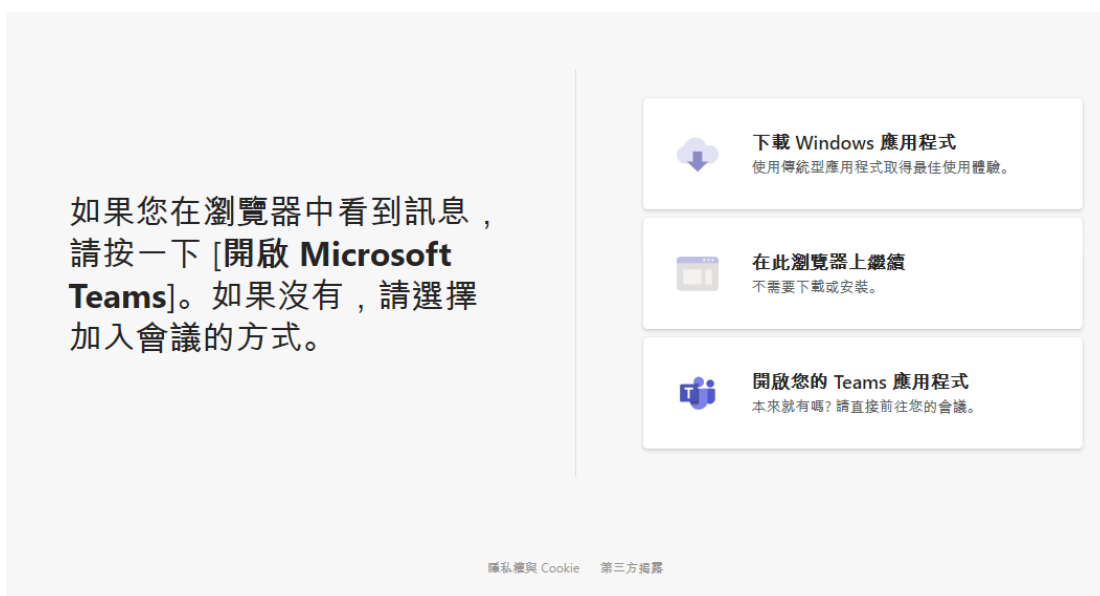 如果您在瀏覽器中看到訊息，
請按一下 [開啟 Microsoft
Teams]。如果沒有，請選擇
加入會議的方式。
下載 Windows 應用程式
使用傳統型應用程式取得最佳使用體驗。
在此瀏覽器上繼續
不需要下載或安裝。
開啟您的 Teams 應用程式
本來就有嗎? 請直接前往您的會議。
隱私權與 Cookie
第三方揭露